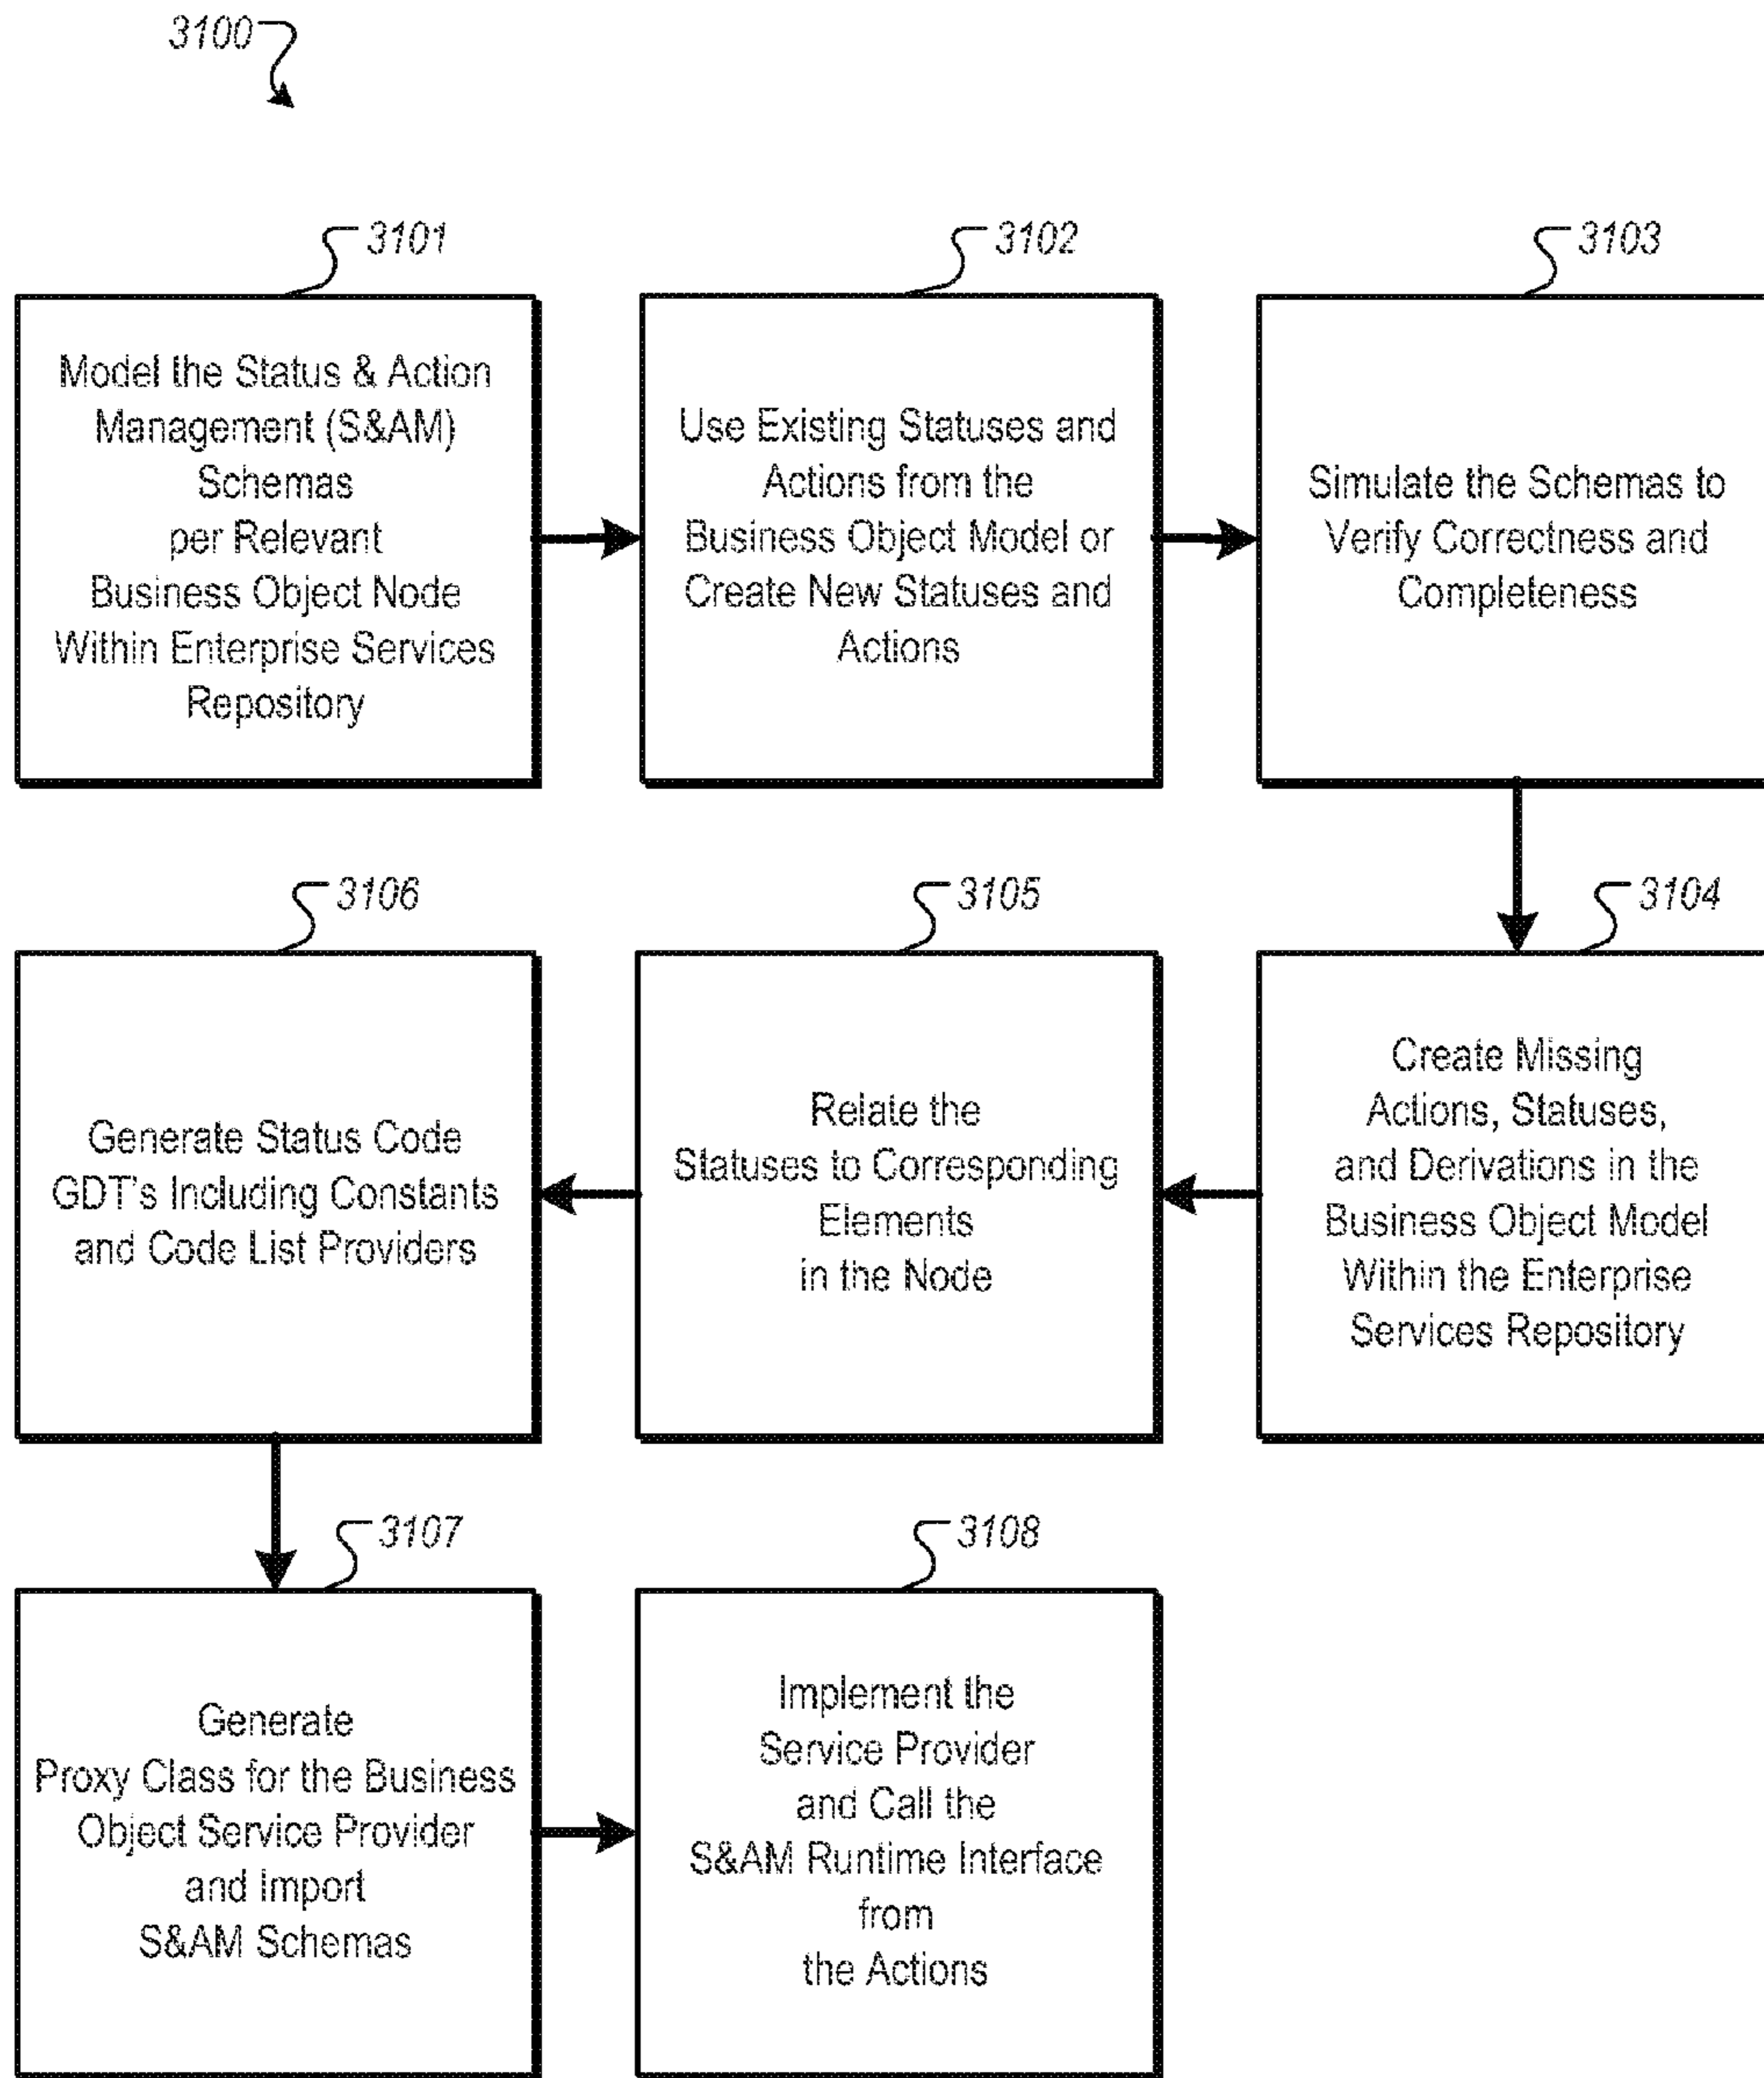 3100
3101
Model the Status & Action
Management (S&AM)
Schemas
per Relevant
Business Object Node
Within Enterprise Services
Repository
3102
Use Existing Statuses and
Actions from the
Business Object Model or
Create New Statuses and
Actions
3103
Simulate the Schemas to
Verify Correctness and
Completeness
3104
Create Missing
Actions, Statuses,
and Derivations in the
Business Object Model
Within the Enterprise
Services Repository
3105
Relate the
Statuses to Corresponding
Elements
in the Node
3106
Generate Status Code
GDT's Including Constants
and Code List Providers
3107
Generate
Proxy Class for the Business
Object Service Provider
and Import
S&AM Schemas
3108
Implement the
Service Provider
and Call the
S&AM Runtime Interface
from
the Actions